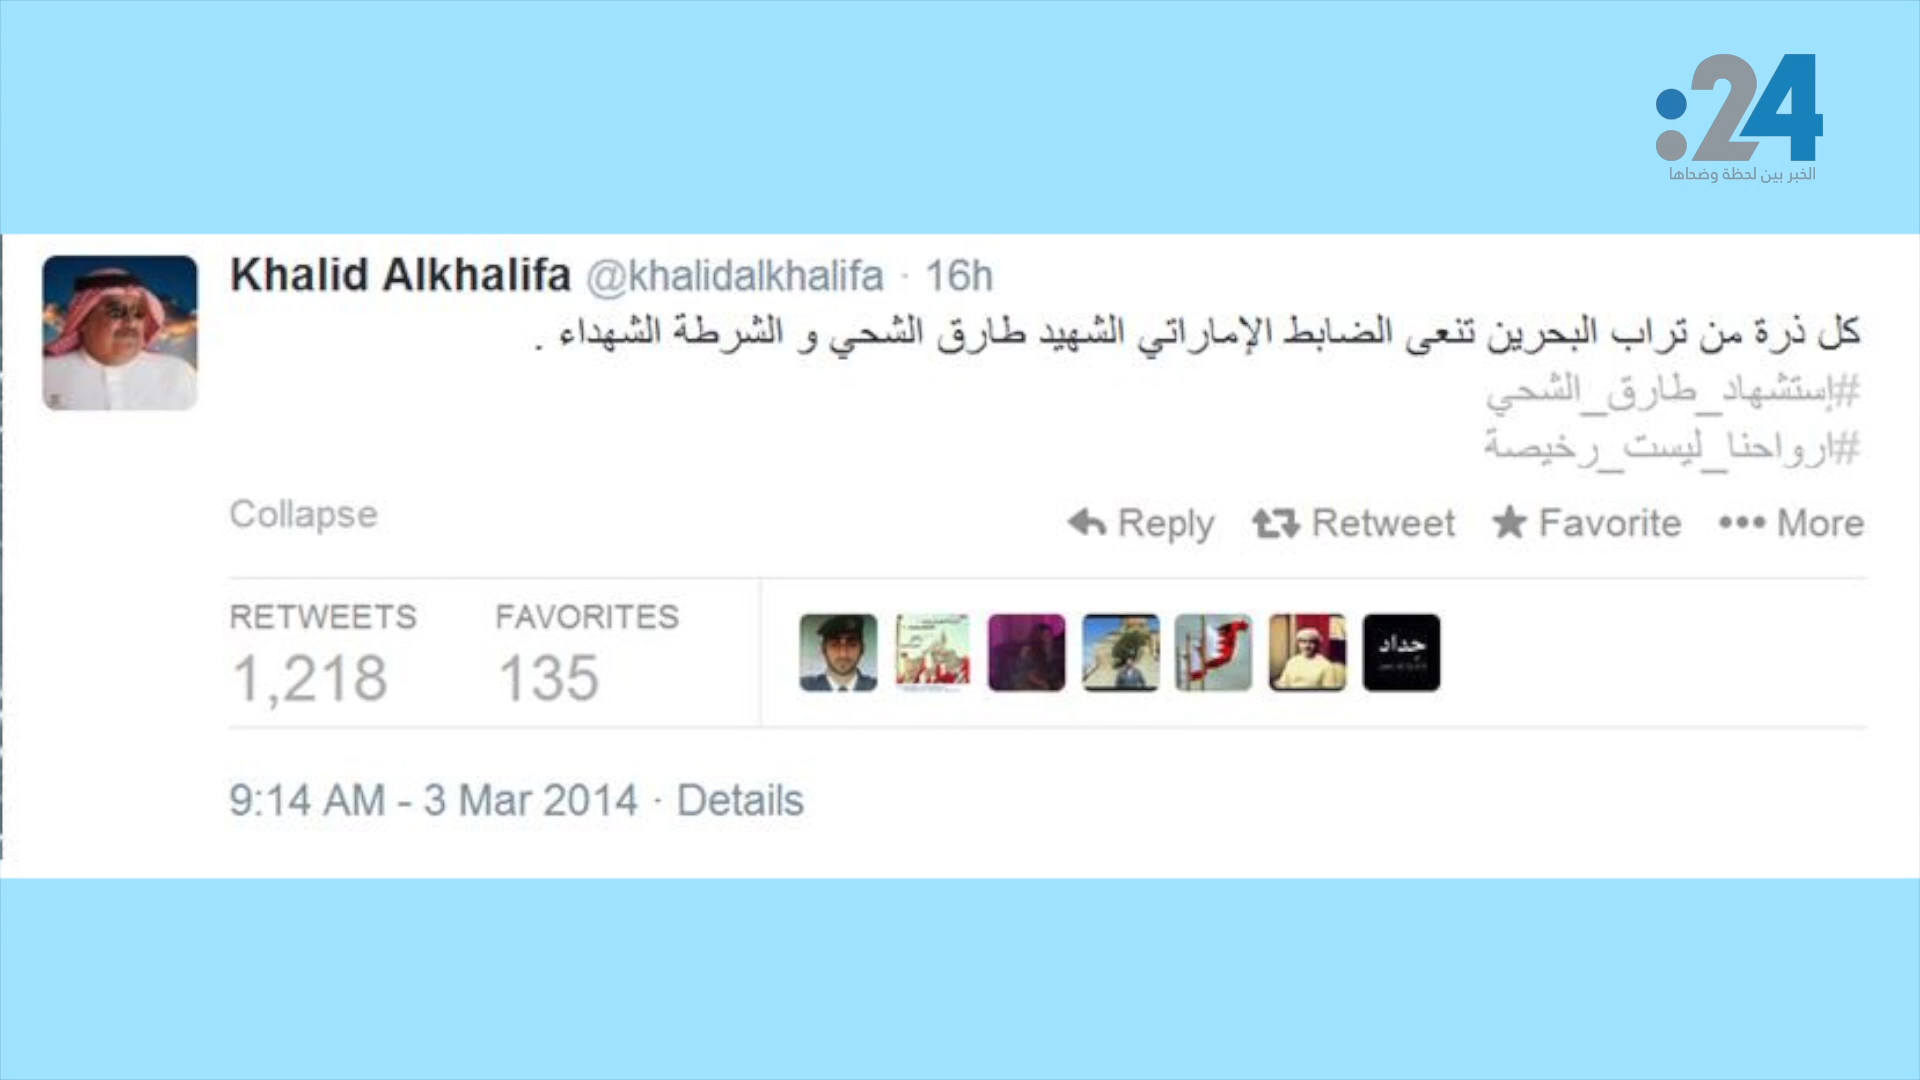 :24
الخبر بين لحظة وضحاها
Khalid Alkhalifa @khalidalkhalifa · 16h
كل ذرة من تراب البحرين تنعى الضابط الإماراتي الشهيد طارق الشحي و الشرطة الشهداء .
#إستشهاد_طارق_الشحي
#ارواحنا_ليست_رخيصة
Collapse
Reply Retweet Favorite ••• More
RETWEETS FAVORITES
1,218 135
حداد
9:14 AM - 3 Mar 2014 · Details